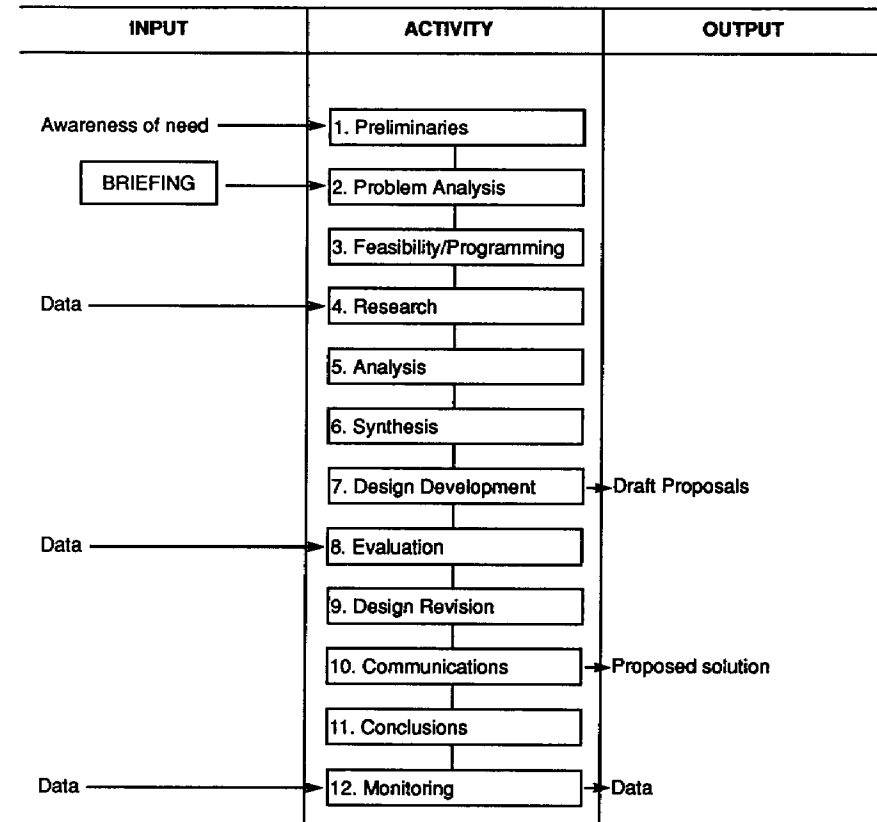 INPUT ACTIVITY OUTPUT
Awareness of need 1. Preliminaries
BRIEFING 2. Problem Analysis
3. Feasibility/Programming
Data 4. Research
5. Analysis
6. Synthesis
7. Design Development Draft Proposals
Data 8. Evaluation
9. Design Revision
10. Communications Proposed solution
11. Conclusions
Data 12. Monitoring Data